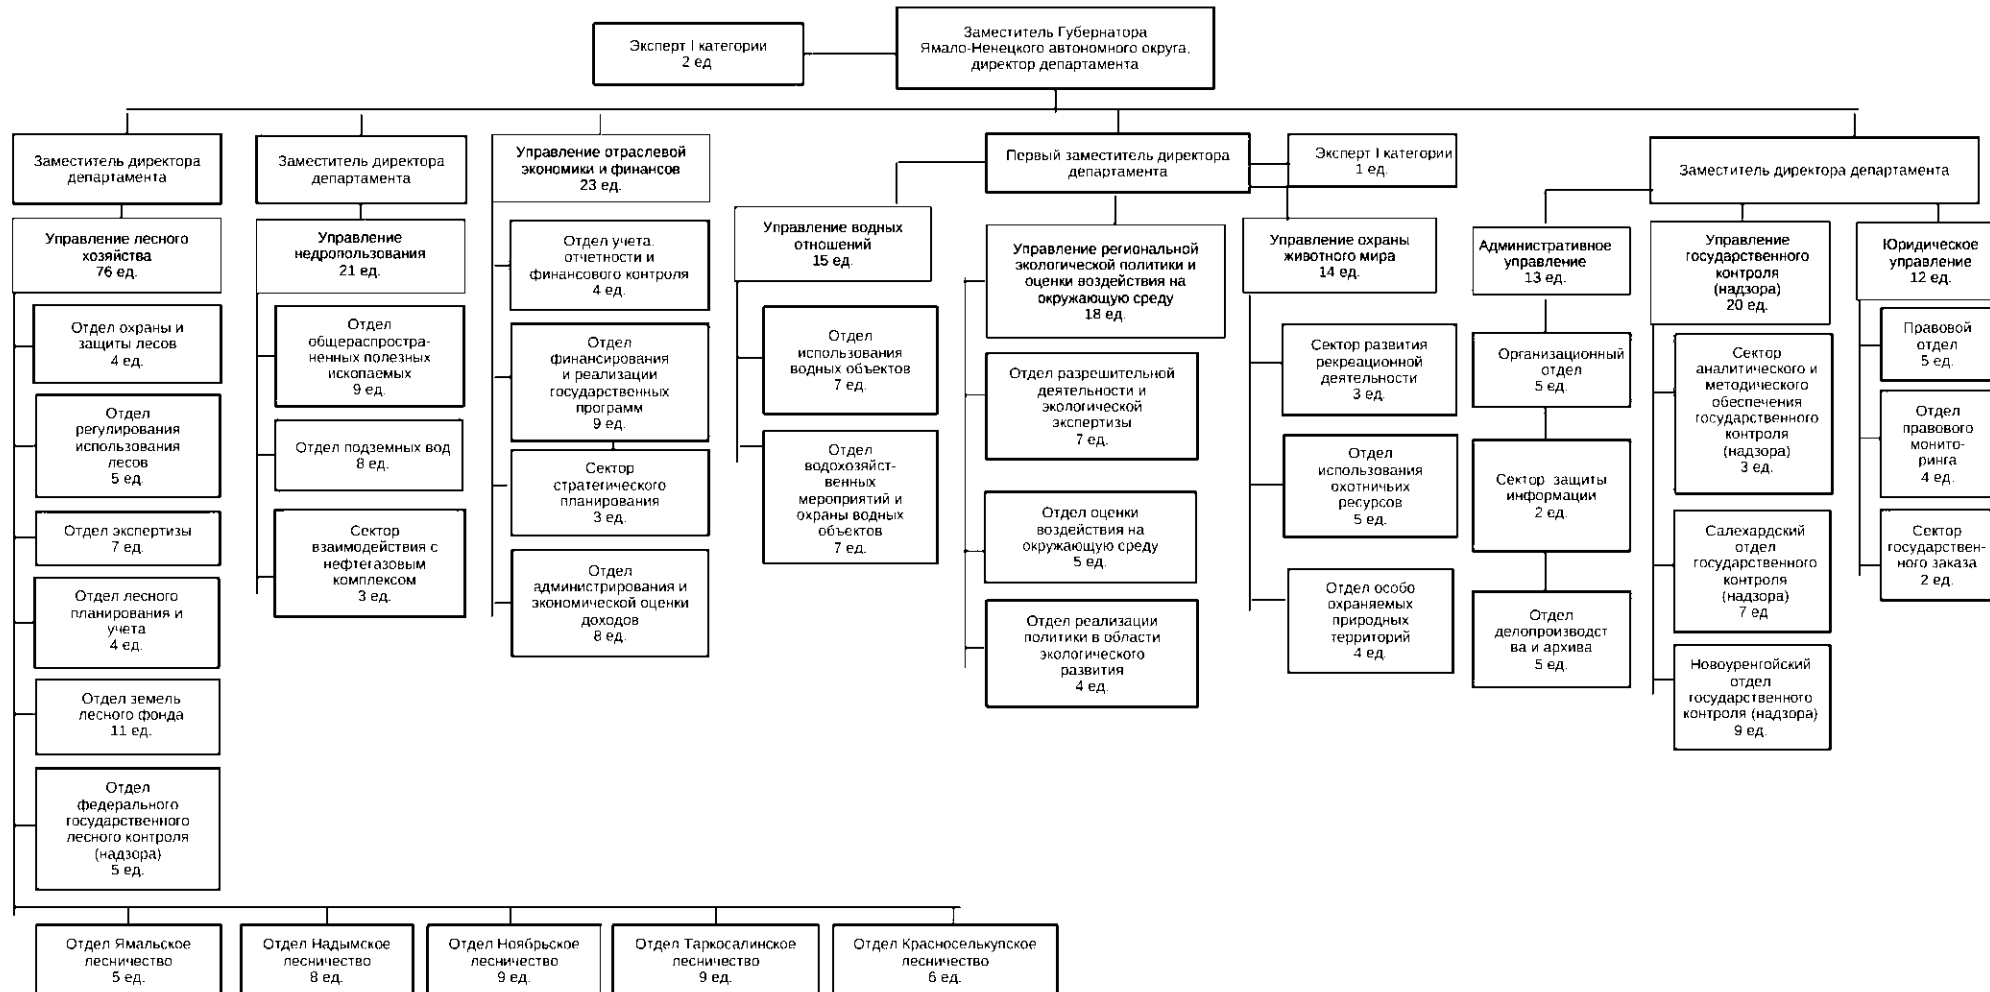 Эксперт I категории
2 ед
Заместитель Губернатора
Ямало-Ненецкого автономного округа,
директор департамента
Заместитель директора
департамента
Управление лесного
хозяйства
76 ед.
Отдел охраны и
защиты лесов
4 ед.
Отдел
регулирования
использования
лесов
5 ед.
Отдел экспертизы
7 ед.
Отдел лесного
планирования и
учета
4 ед.
Отдел земель
лесного фонда
11 ед.
Отдел
федерального
государственного
лесного контроля
(надзора)
5 ед.
Отдел Ямальское
лесничество
5 ед.
Отдел Надымское
лесничество
8 ед.
Отдел Ноябрьское
лесничество
9 ед.
Отдел Таркосалинское
лесничество
9 ед.
Отдел Красноселькупское
лесничество
6 ед.
Заместитель директора
департамента
Управление
недропользования
21 ед.
Отдел
общераспростра-
ненных полезных
ископаемых
9 ед.
Отдел подземных вод
8 ед.
Сектор
взаимодействия с
нефтегазовым
комплексом
3 ед.
Управление отраслевой
экономики и финансов
23 ед.
Отдел учета,
отчетности и
финансового контроля
4 ед.
Отдел
финансирования
и реализации
государственных
программ
9 ед.
Сектор
стратегического
планирования
3 ед.
Отдел
администрирования и
экономической оценки
доходов
8 ед.
Первый заместитель директора
департамента
Эксперт I категории
1 ед.
Управление водных
отношений
15 ед.
Отдел
использования
водных объектов
7 ед.
Отдел
водохозяйст-
венных
мероприятий и
охраны водных
объектов
7 ед.
Управление региональной
экологической политики и
оценки воздействия на
окружающую среду
18 ед.
Отдел разрешительной
деятельности и
экологической
экспертизы
7 ед.
Отдел оценки
воздействия на
окружающую среду
5 ед.
Отдел реализации
политики в области
экологического
развития
4 ед.
Управление охраны
животного мира
14 ед.
Сектор развития
рекреационной
деятельности
3 ед.
Отдел
использования
охотничьих
ресурсов
5 ед.
Отдел особо
охраняемых
природных
территорий
4 ед.
Заместитель директора департамента
Административное
управление
13 ед.
Организационный
отдел
5 ед.
Сектор защиты
информации
2 ед.
Отдел
делопроизводст
ва и архива
5 ед.
Управление
государственного
контроля
(надзора)
20 ед.
Сектор
аналитического и
методического
обеспечения
государственного
контроля
(надзора)
3 ед.
Салехардский
отдел
государственного
контроля
(надзора)
7 ед
Новоуренгойский
отдел
государственного
контроля (надзора)
9 ед.
Юридическое
управление
12 ед.
Правовой
отдел
5 ед.
Отдел
правового
монито-
ринга
4 ед.
Сектор
государствен-
ного заказа
2 ед.